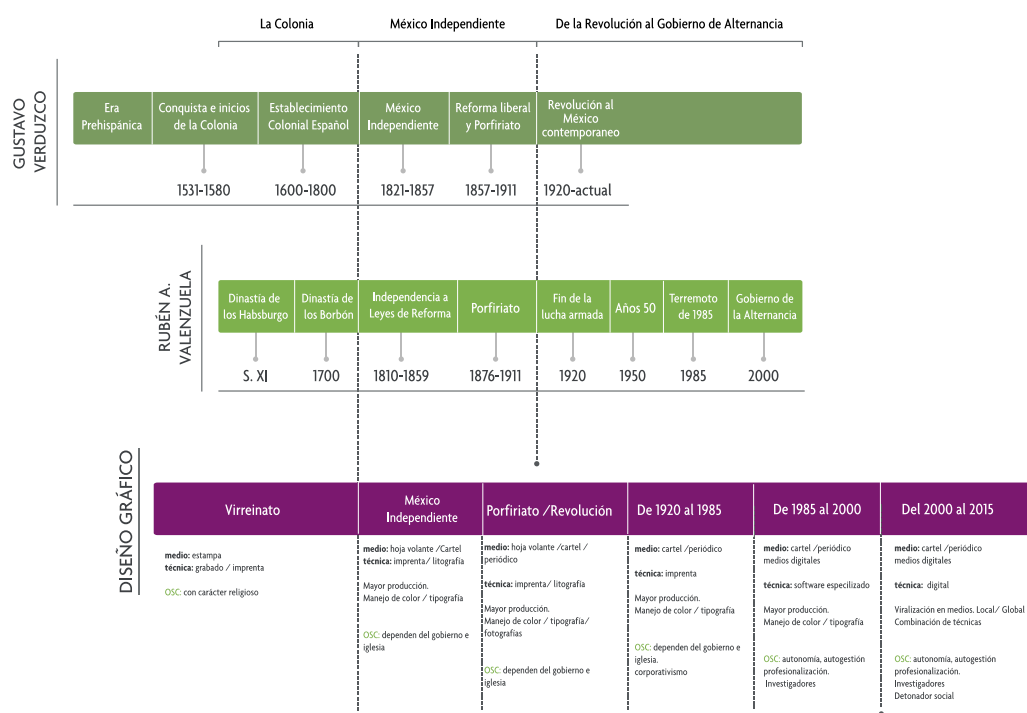 La Colonia
México Independiente
De la Revolución al Gobierno de Alternancia
GUSTAVO
VERDUZCO
Era
Prehispánica
Conquista e inicios
de la Colonia
Establecimiento
Colonial Español
México
Independiente
Reforma liberal
y Porfiriato
Revolución al
México
contemporaneo
1531-1580
1600-1800
1821-1857
1857-1911
1920-actual
RUBÉN A.
VALENZUELA
Dinastía de
los Habsburgo
Dinastía de
los Borbón
Independencia a
Leyes de Reforma
Porfiriato
Fin de la
lucha armada
Años 50
Terremoto
de 1985
Gobierno de
la Alternancia
S. XI
1700
1810-1859
1876-1911
1920
1950
1985
2000
DISEÑO GRÁFICO
Virreinato
México
Independiente
Porfiriato /Revolución
De 1920 al 1985
De 1985 al 2000
Del 2000 al 2015
medio: estampa
técnica: grabado / imprenta
OSC: con carácter religioso
medio: hoja volante /Cartel
técnica: imprenta/ litografía
Mayor producción.
Manejo de color / tipografía
OSC: dependen del gobierno e
iglesia
medio: hoja volante /cartel /
periódico
técnica: imprenta/ litografía
Mayor producción.
Manejo de color / tipografía/
fotografías
OSC: dependen del gobierno e
iglesia
medio: cartel /periódico
técnica: imprenta
Mayor producción.
Manejo de color / tipografía
OSC: dependen del gobierno e
iglesia.
corporativismo
medio: cartel /periódico
medios digitales
técnica: software especilizado
Mayor producción.
Manejo de color / tipografía
OSC: autonomía, autogestión
profesionalización.
Investigadores
medio: cartel /periódico
medios digitales
técnica: digital
Viralización en medios. Local/ Global
Combinación de técnicas
OSC: autonomía, autogestión
profesionalización.
Investigadores
Detonador social